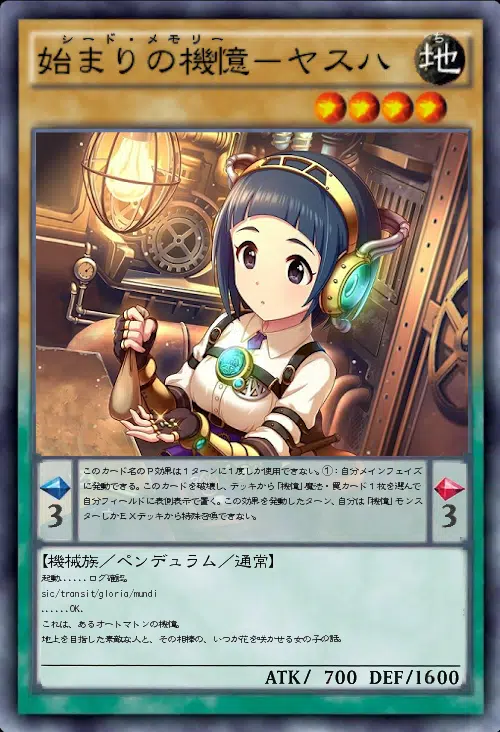 シード・メモリー
始まりの機憶－ヤスハ
ち
地
このカード名のP効果は1ターンに1度しか使用できない。①：自分メインフェイズ
に発動できる。このカードを破壊し、デッキから「機憶」魔法・罠カード1枚を選んで
自分フィールドに表側表示で置く。この効果を発動したターン、自分は「機憶」モンス
ターしかEXデッキから特殊召喚できない。
3
3
【機械族／ペンデュラム／通常】
起動......ログ確認。
sic/transit/gloria/mundi
......OK.
これは、あるオートマトンの機憶。
地上を目指した素敵な人と、その相棒の、いつか花を咲かせる女の子の話。
ATK/ 700 DEF/1600